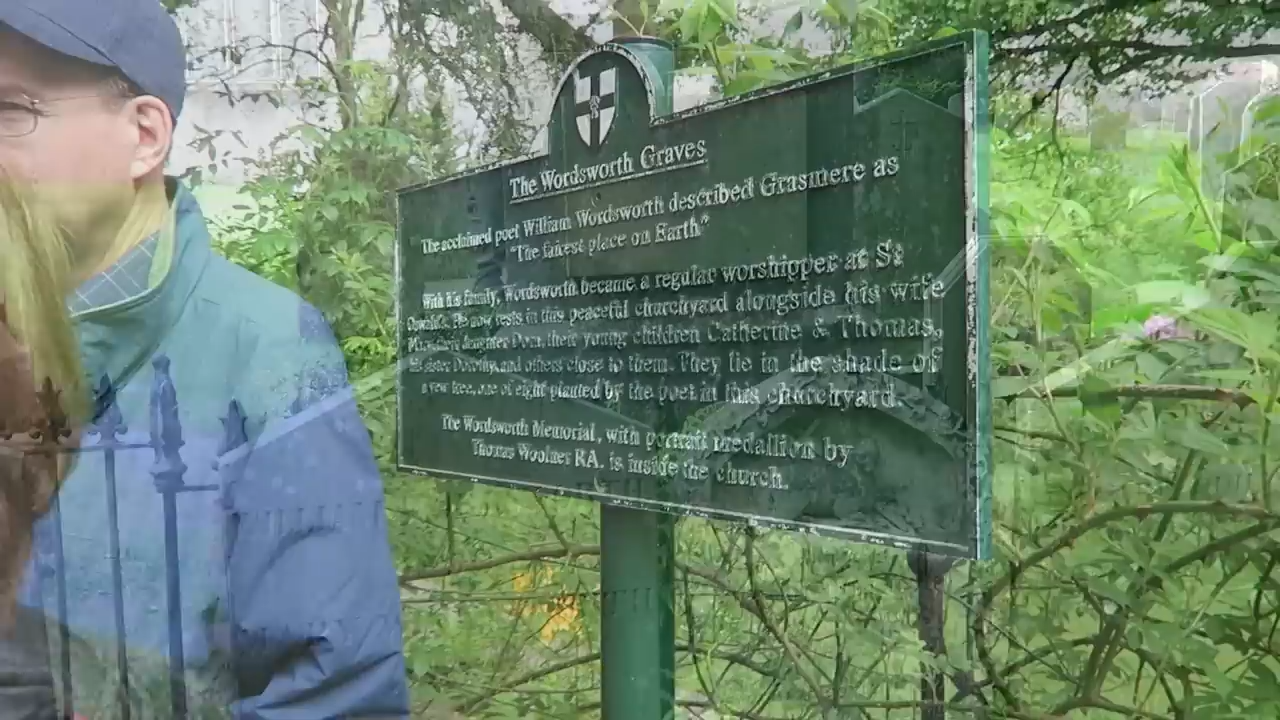 The Wordsworth Graves
The acclaimed poet William Wordsworth described Grasmere as
"The fairest place on Earth"
With his family, Wordsworth became a regular worshipper at St
Oswald's. He now rests in this peaceful churchyard alongside his wife
Mary, their daughter Dora, their young children Catherine & Thomas,
his sister Dorothy, and others close to them. They lie in the shade of
a yew tree, one of eight planted by the poet in this churchyard.
The Wordsworth Memorial, with portrait medallion by
Thomas Woolner RA. is inside the church.